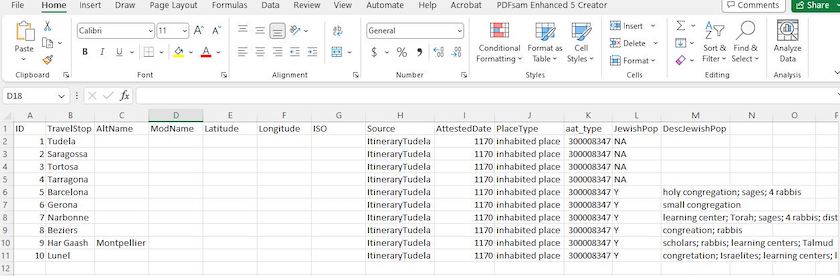 File Home Insert Page Layout Formulas Data Review View Automate Help Acrobat PDFsam Enhanced 5 Creator Comments Share
Calibri 11 A A General Insert
Paste B I U $ % , Conditional Formatting Format as Table Cell Styles Delete Sort & Filter Find & Select Analyze Data
Format
Clipboard Font Alignment Number Styles Cells Editing Analysis
D18 fx
A B C D E F G H I J K L M N O P
1 ID TravelStop AltName ModName Latitude Longitude ISO Source AttestedDate PlaceType aat_type JewishPop DescJewishPop
2 1 Tudela ItineraryTudela 1170 inhabited place 300008347 NA
3 2 Saragossa ItineraryTudela 1170 inhabited place 300008347 NA
4 3 Tortosa ItineraryTudela 1170 inhabited place 300008347 NA
5 4 Tarragona ItineraryTudela 1170 inhabited place 300008347 NA
6 5 Barcelona ItineraryTudela 1170 inhabited place 300008347 Y holy congregation; sages; 4 rabbis
7 6 Gerona ItineraryTudela 1170 inhabited place 300008347 Y small congregation
8 7 Narbonne ItineraryTudela 1170 inhabited place 300008347 Y learning center; Torah; sages; 4 rabbis; dist
9 8 Beziers ItineraryTudela 1170 inhabited place 300008347 Y congreation; rabbis
10 9 Har Gaash Montpellier ItineraryTudela 1170 inhabited place 300008347 Y scholars; rabbis; learning centers; Talmud
11 10 Lunel ItineraryTudela 1170 inhabited place 300008347 Y congretation; Israelites; learning centers;
12